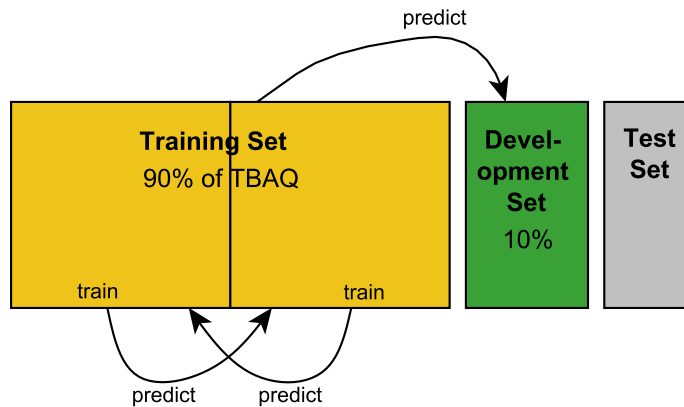 predict
Training Set
90% of TBAQ
Devel-
opment
Set
10%
Test
Set
train
train
predict
predict